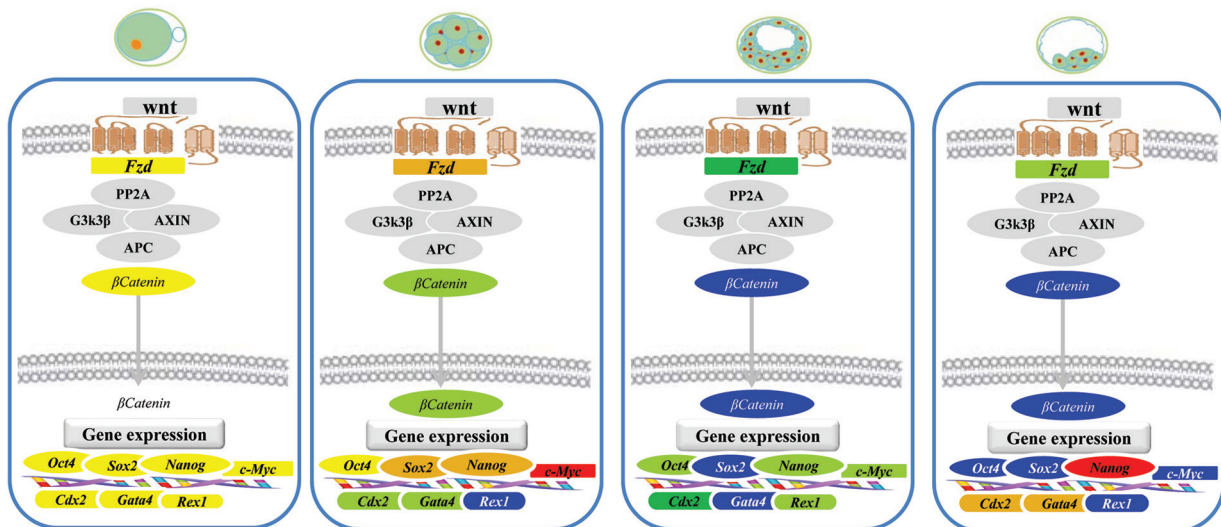 wnt
Fzd
PP2A
G3k3β AXIN
APC
βCatenin
βCatenin
Gene expression
Oct4 Sox2 Nanog c-Myc
Cdx2 Gata4 Rex1
wnt
Fzd
PP2A
G3k3β AXIN
APC
βCatenin
βCatenin
Gene expression
Oct4 Sox2 Nanog c-Myc
Cdx2 Gata4 Rex1
wnt
Fzd
PP2A
G3k3β AXIN
APC
βCatenin
βCatenin
Gene expression
Oct4 Sox2 Nanog c-Myc
Cdx2 Gata4 Rex1
wnt
Fzd
PP2A
G3k3β AXIN
APC
βCatenin
βCatenin
Gene expression
Oct4 Sox2 Nanog c-Myc
Cdx2 Gata4 Rex1